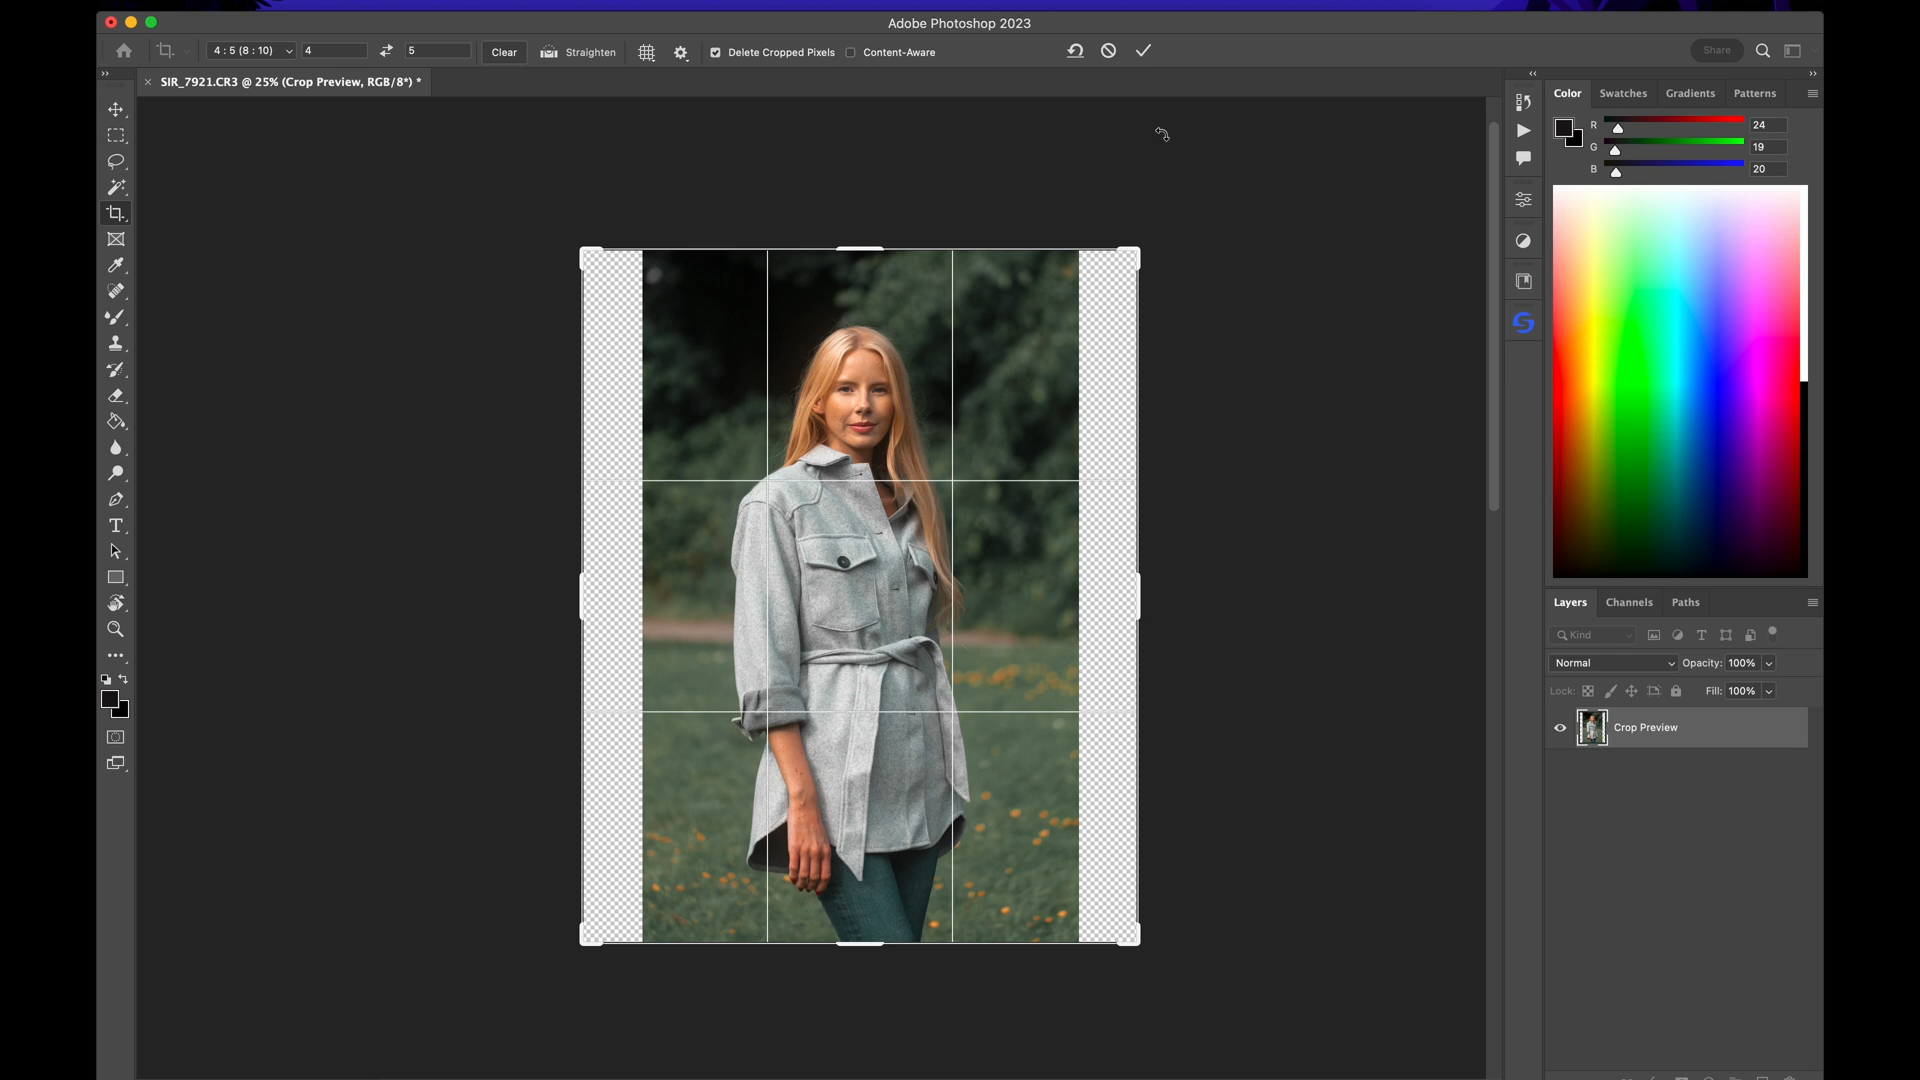 Adobe Photoshop 2023
4 : 5 (8 : 10) 4 5 Clear Straighten Delete Cropped Pixels Content-Aware Share
SIR_7921.CR3 @ 25% (Crop Preview, RGB/8*) *
Color Swatches Gradients Patterns
R 24
G 19
B 20
Layers Channels Paths
Kind
Normal Opacity: 100%
Lock: Fill: 100%
Crop Preview